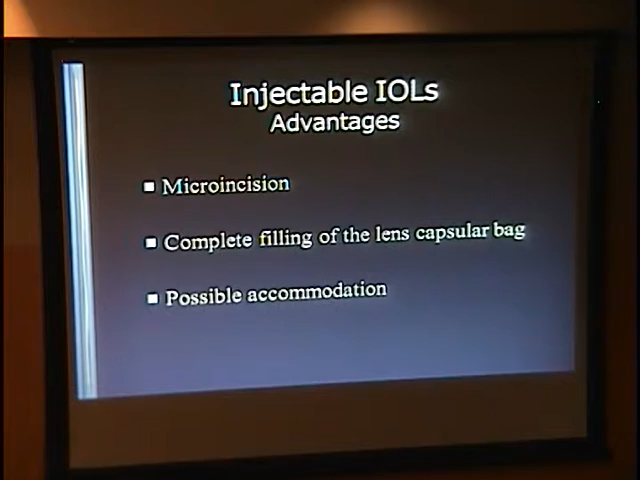 Injectable IOLs
Advantages
Microincision
Complete filling of the lens capsular bag
Possible accommodation